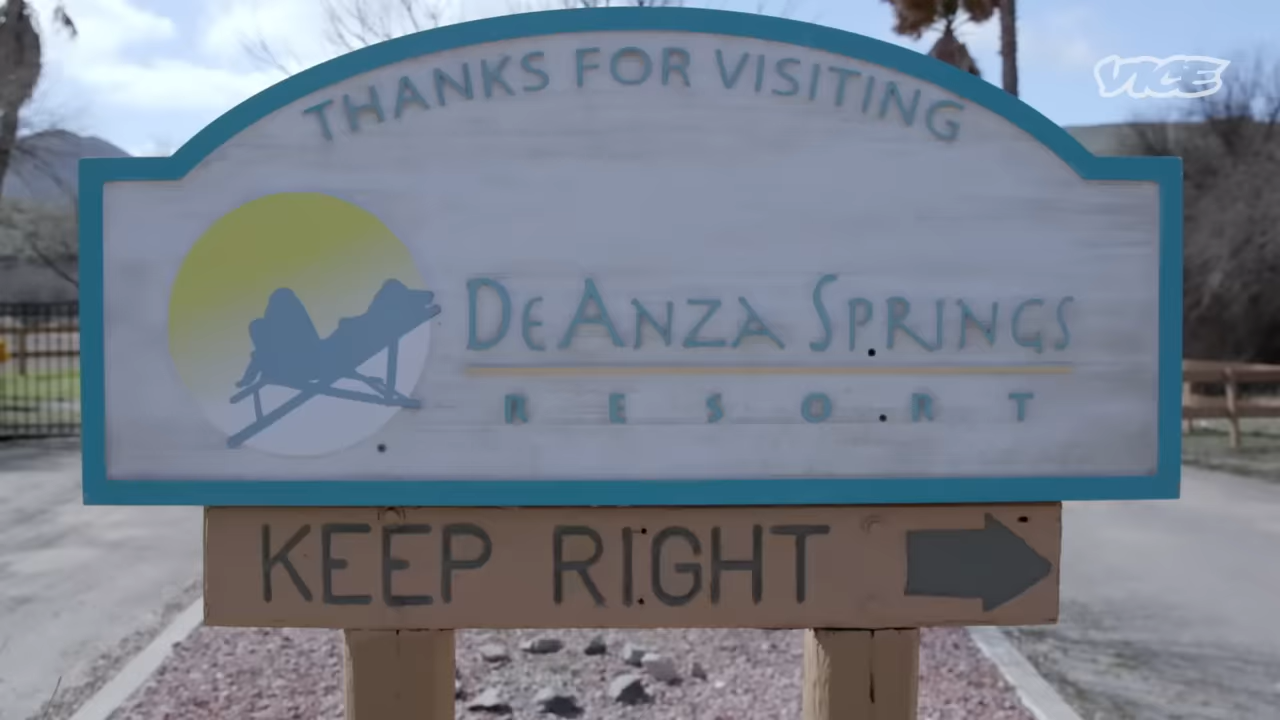 VICE
THANKS FOR VISITING
DEANZA SPRINGS
RESORT
KEEP RIGHT